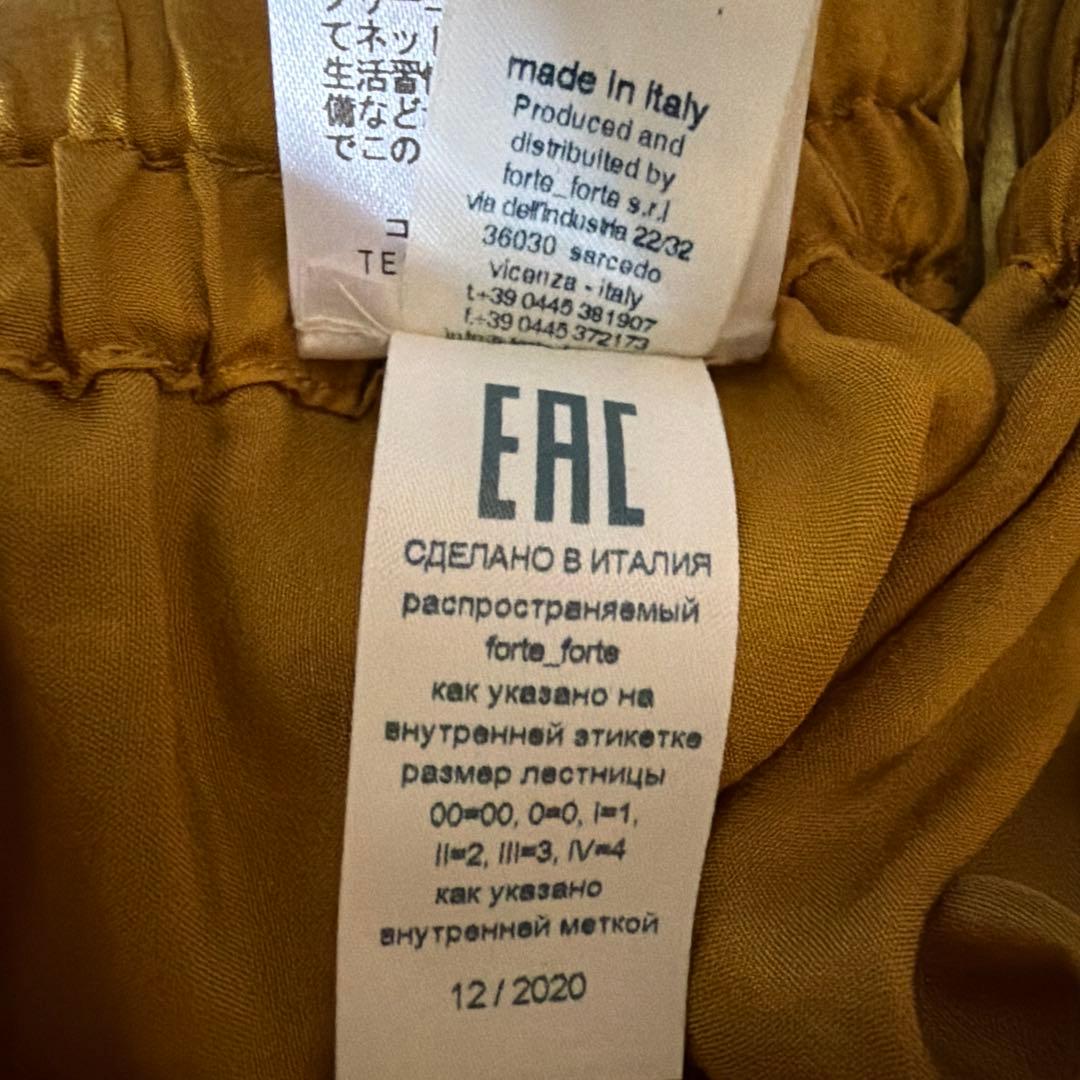 てネッ
生活習
備など
でこの
コ
TE
made in italy
Produced and
distribuited by
forte_forte s.r.l
via dell'industria 22/32
36030 sarcedo
vicenza - italy
t.+39 0445 381907
f.+39 0445 372173
EAC
СДЕЛАНО В ИТАЛИЯ
распространяемый
forte_forte
как указано на
внутренней этикетке
размер лестницы
00=00, 0=0, I=1,
II=2, III=3, IV=4
как указано
внутренней меткой
12 / 2020